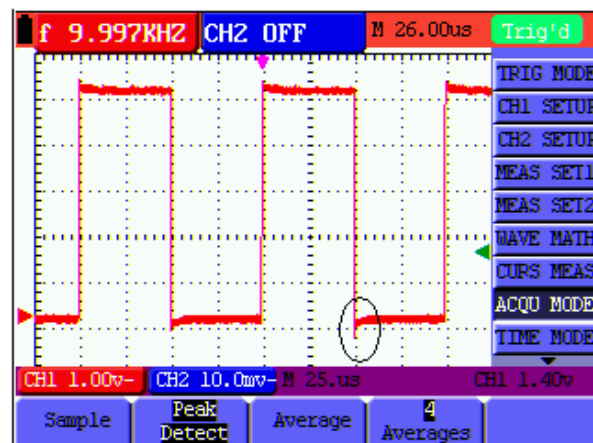 f 9.997KHZ CH2 OFF M 26.00us Trig'd
TRIG MODE
CH1 SETUP
CH2 SETUP
MEAS SET1
MEAS SET2
WAVE MATH
CURS MEAS
ACQU MODE
TIME MODE
CH1 1.00v~ CH2 10.0mv~ M 25.us CH1 1.40v
Sample
Peak
Detect
Average
4
Averages